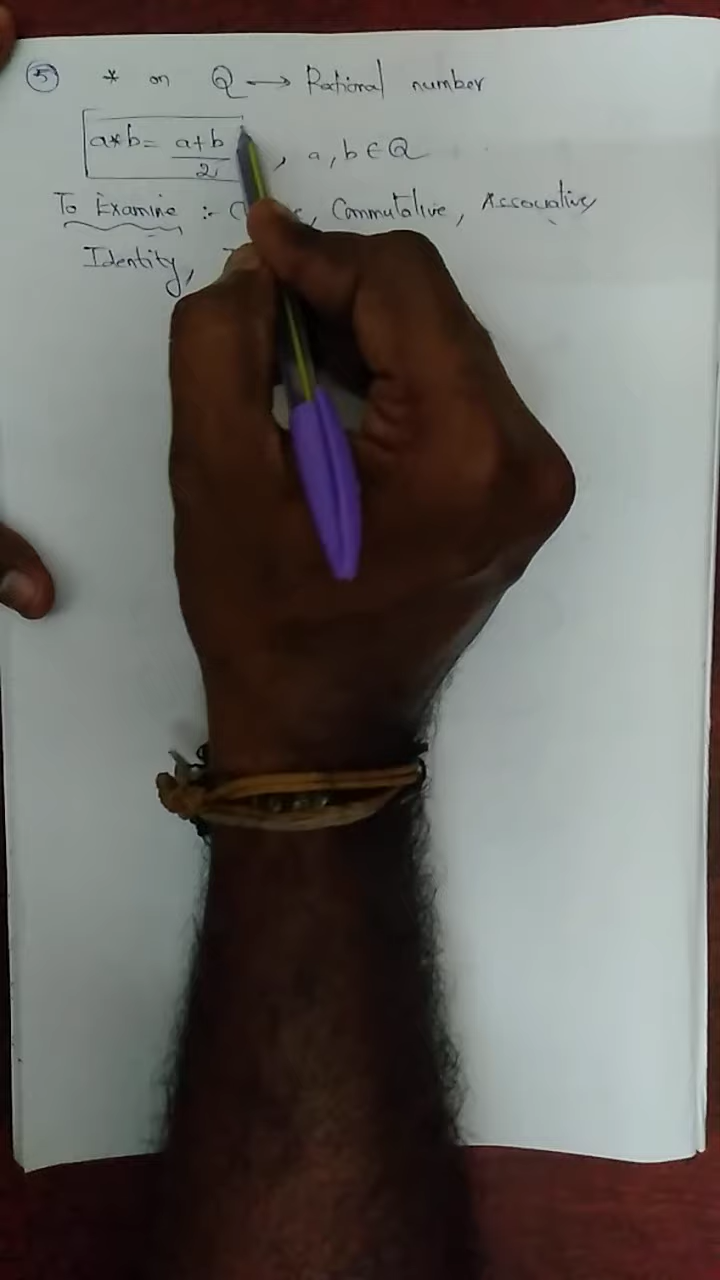 ⑤ * on Q → Rational number
a*b = a+b/2 , a, b ∈ Q
To Examine :- , Commutative, Associative,
Identity,